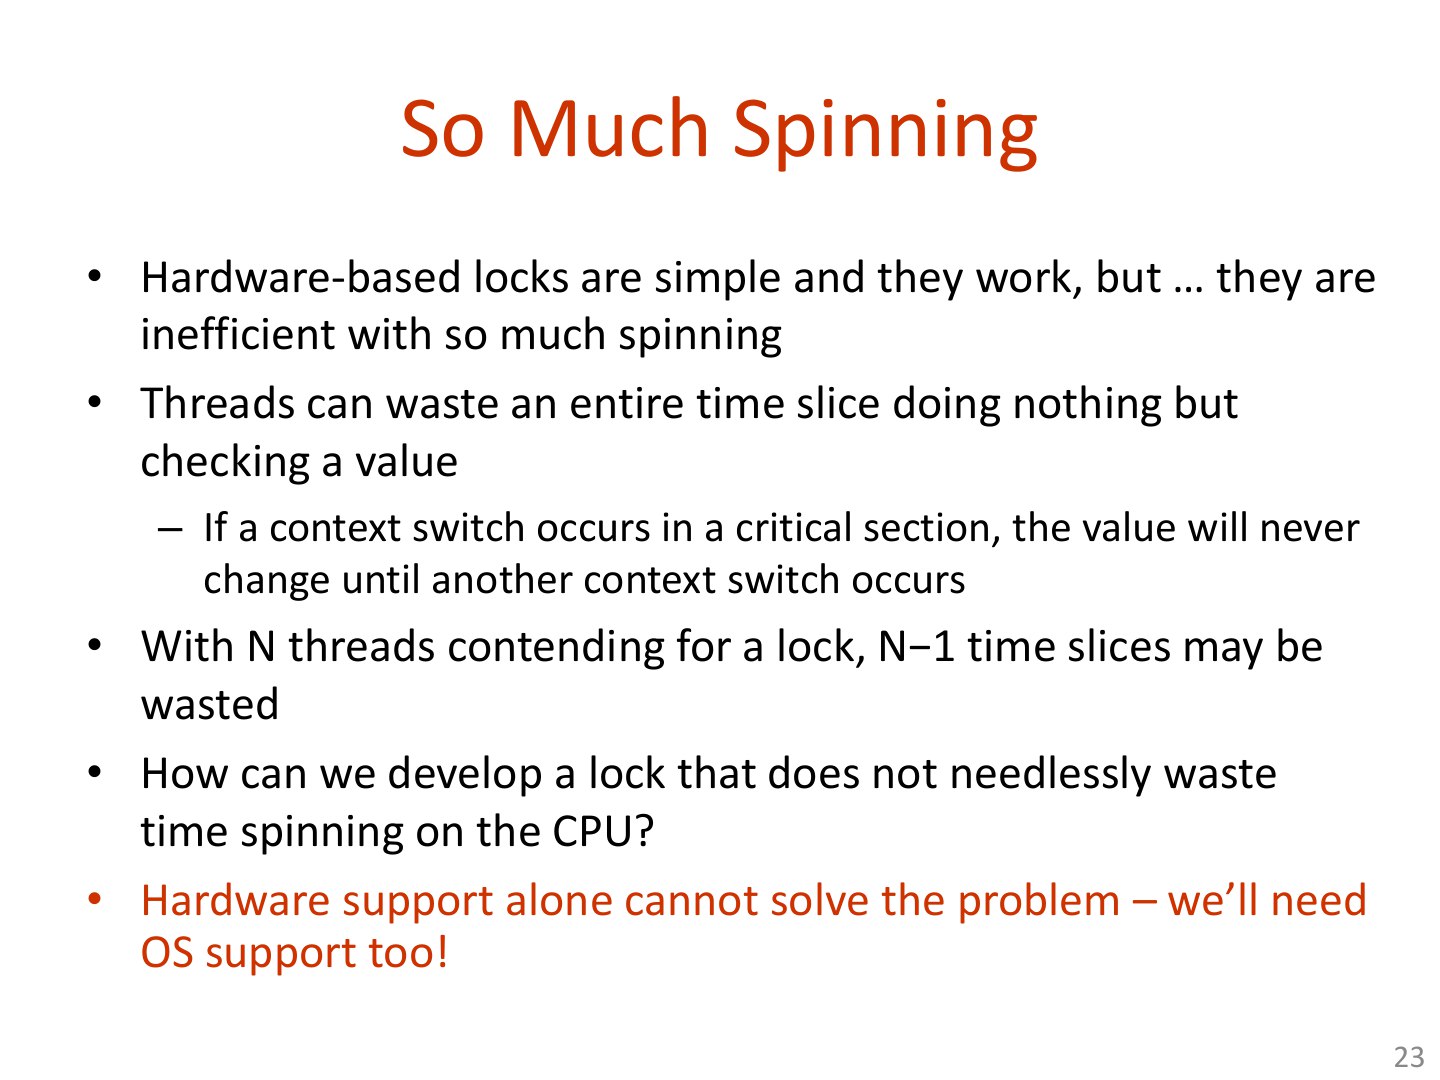 So Much Spinning
• Hardware-based locks are simple and they work, but … they are
inefficient with so much spinning
• Threads can waste an entire time slice doing nothing but
checking a value
– If a context switch occurs in a critical section, the value will never
change until another context switch occurs
• With N threads contending for a lock, N−1 time slices may be
wasted
• How can we develop a lock that does not needlessly waste
time spinning on the CPU?
• Hardware support alone cannot solve the problem – we’ll need
OS support too!
23